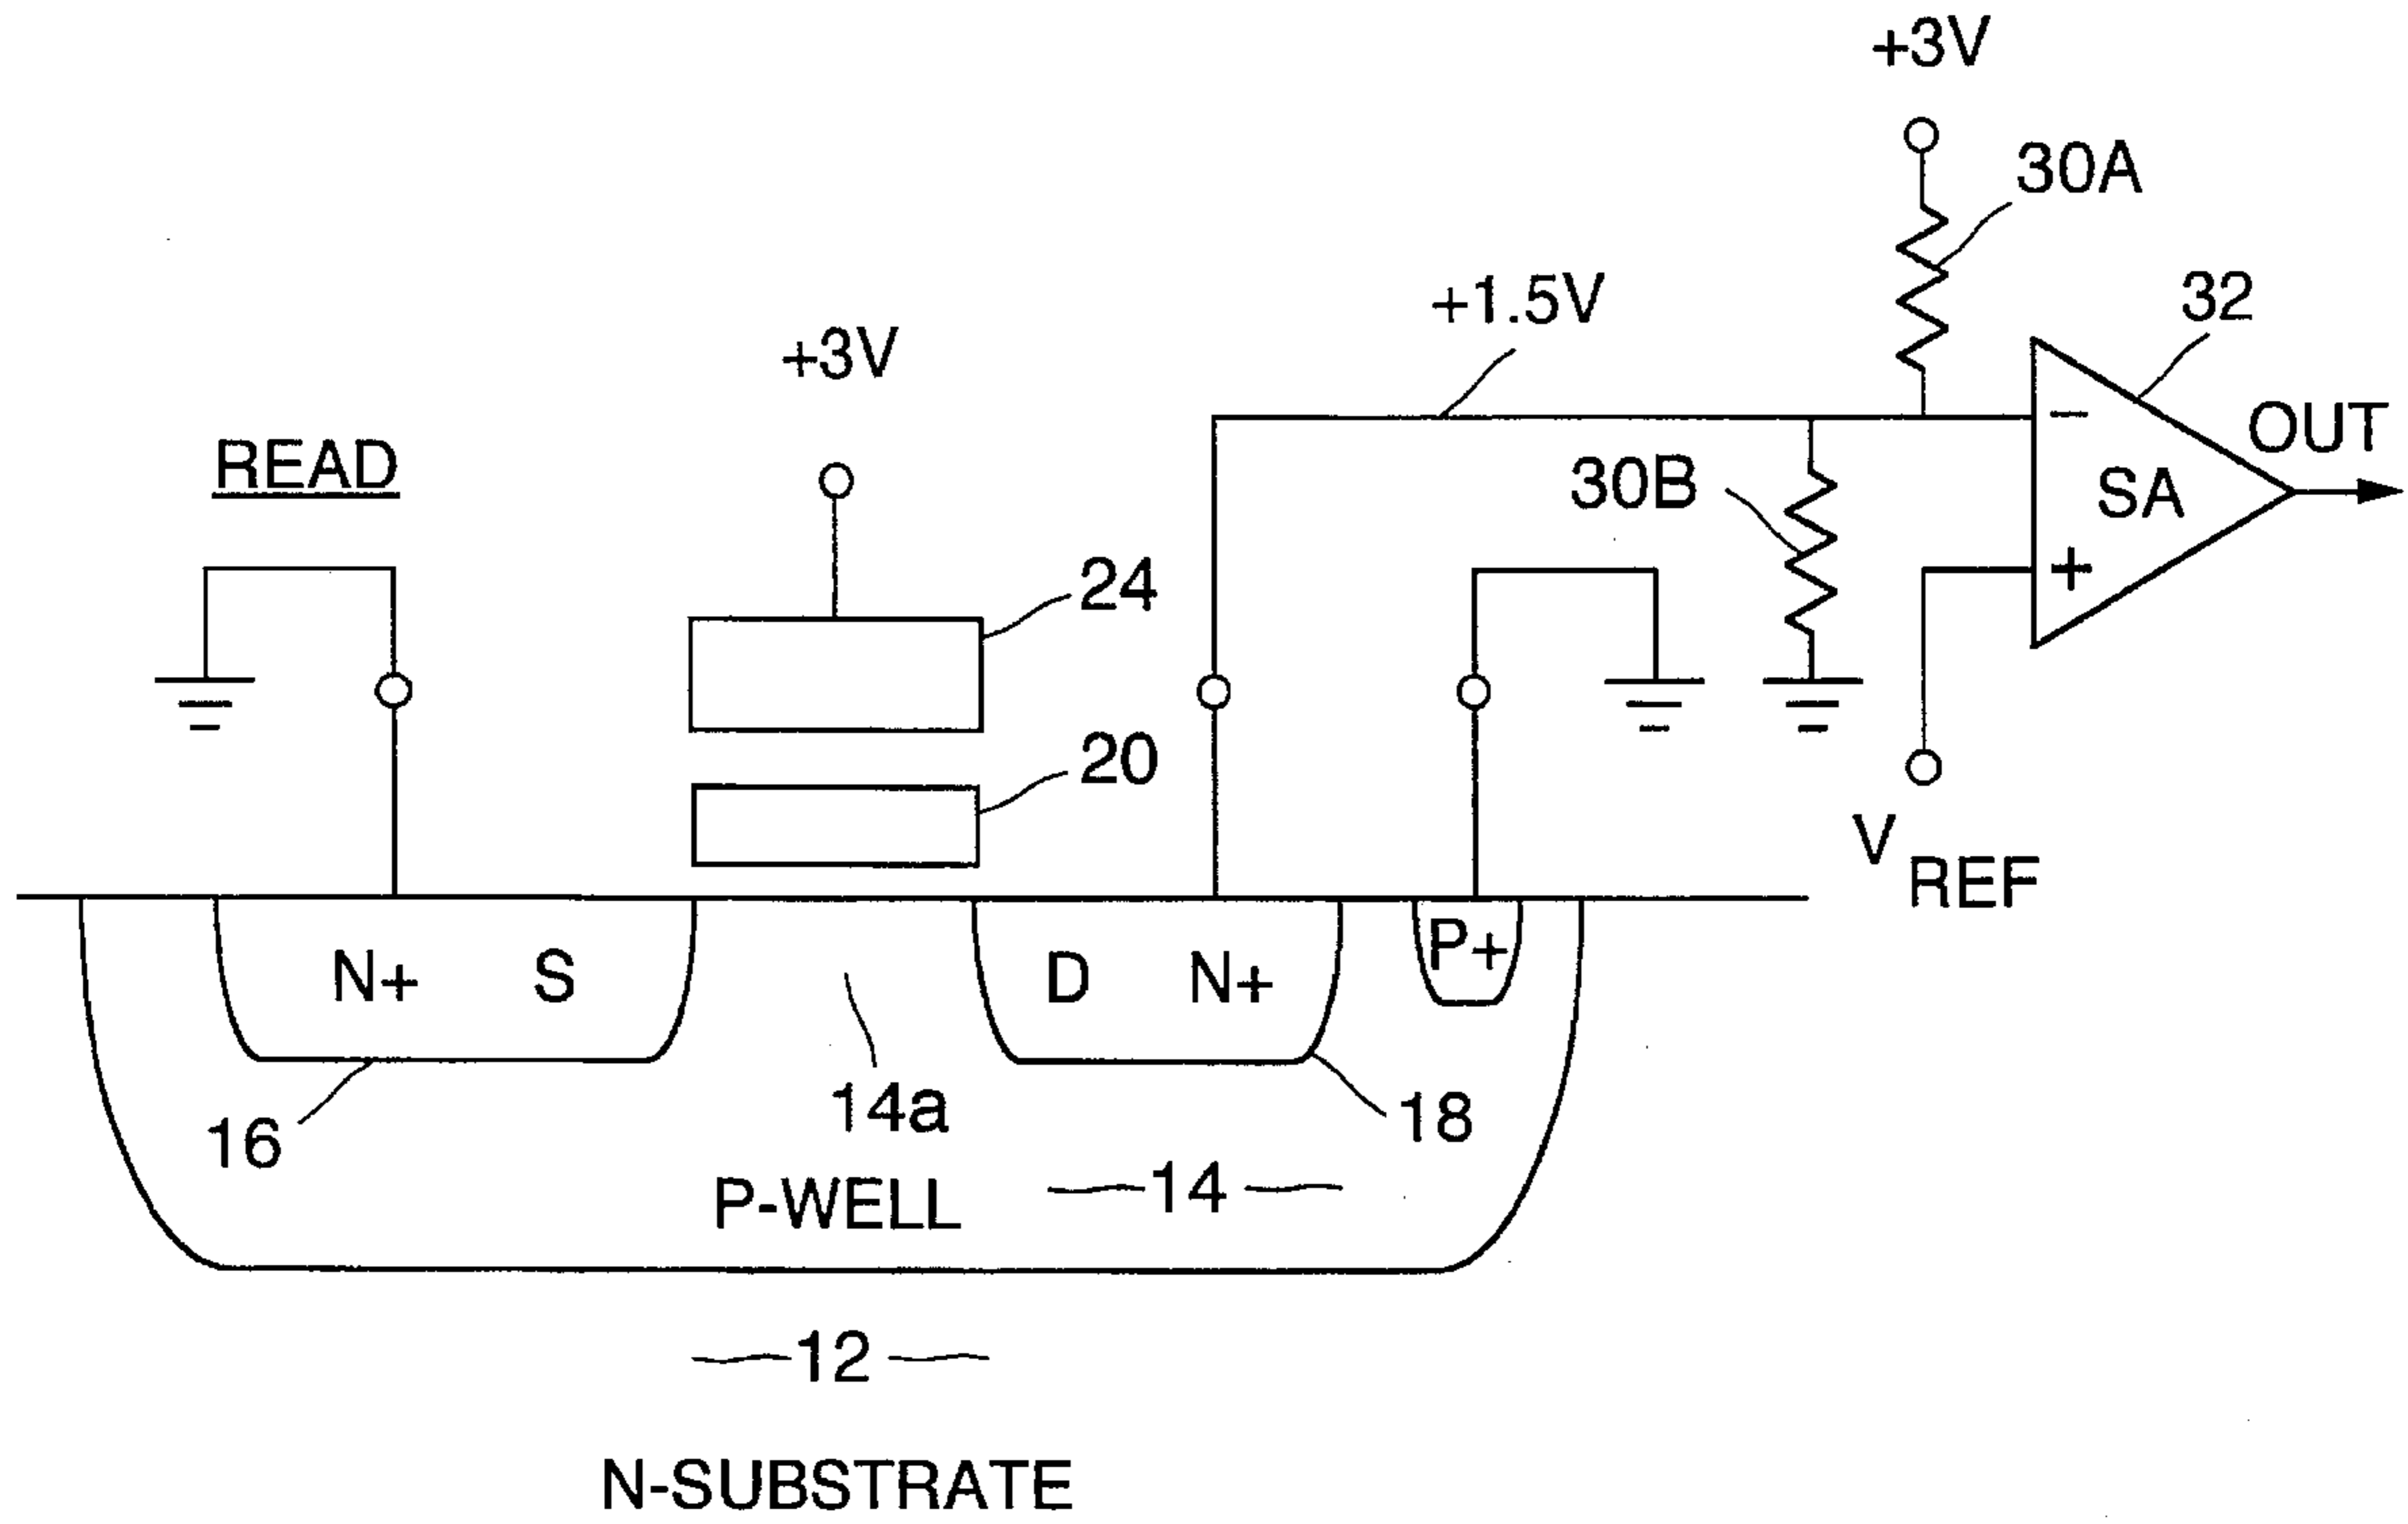 +3V
30A
32
+1.5V
+3V
READ
OUT
30B
SA
−
+
24
20
V REF
N+ S
D N+
P+
14a
16
18
P-WELL
14
12
N-SUBSTRATE